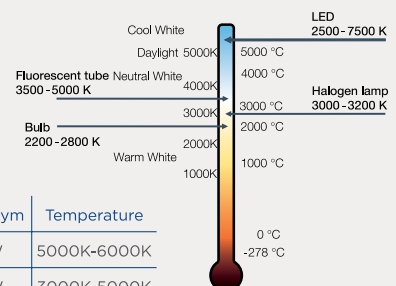 LED
2500-7500 K
Cool White
Daylight 5000K
5000 °C
Fluorescent tube
3500-5000 K
Neutral White
4000K
4000 °C
Halogen lamp
3000-3200 K
3000K
3000 °C
Bulb
2200-2800 K
2000 °C
2000K
Warm White
1000 °C
1000K
Temperature
5000K-6000K
0 °C
-278 °C